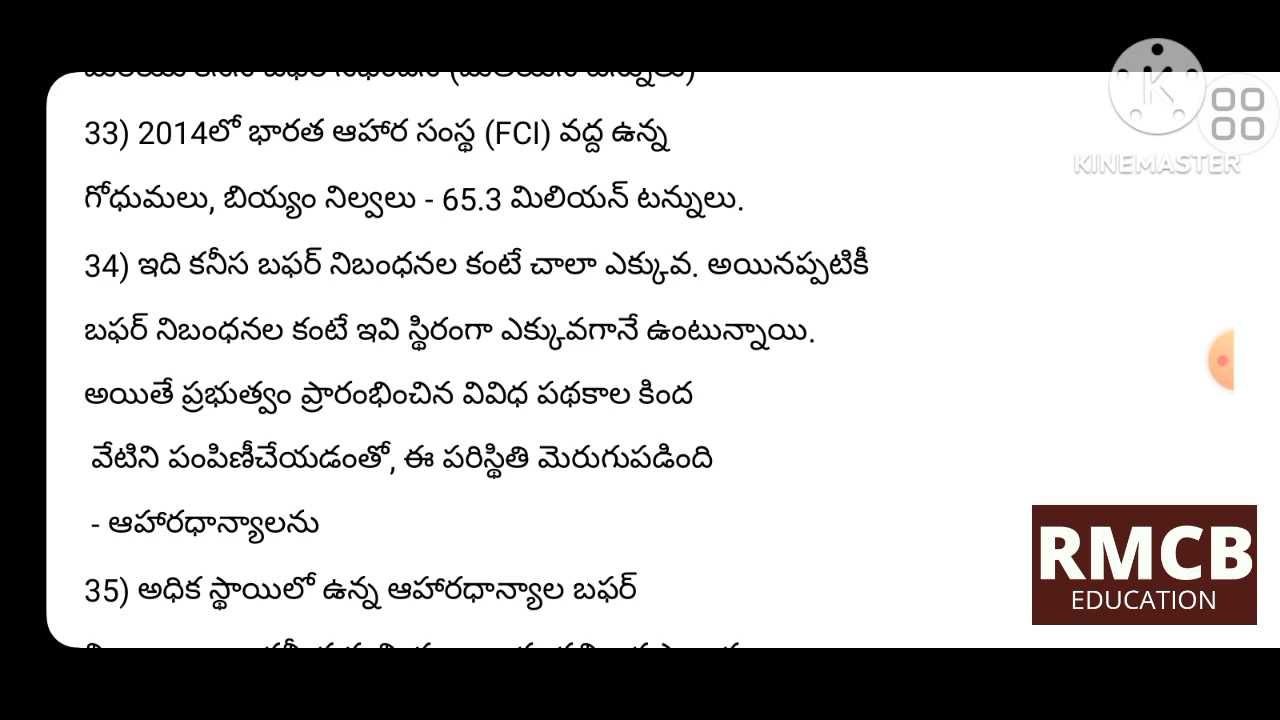 33) 2014లో భారత ఆహార సంస్థ (FCI) వద్ద ఉన్న
గోధుమలు, బియ్యం నిల్వలు - 65.3 మిలియన్ టన్నులు.
34) ఇది కనీస బఫర్ నిబంధనల కంటే చాలా ఎక్కువ. అయినప్పటికీ
బఫర్ నిబంధనల కంటే ఇవి స్థిరంగా ఎక్కువగానే ఉంటున్నాయి.
అయితే ప్రభుత్వం ప్రారంభించిన వివిధ పథకాల కింద
వేటిని పంపిణీచేయడంతో, ఈ పరిస్థితి మెరుగుపడింది
- ఆహారధాన్యాలను
35) అధిక స్థాయిలో ఉన్న ఆహారధాన్యాల బఫర్
K
KINEMASTER
RMCB
EDUCATION